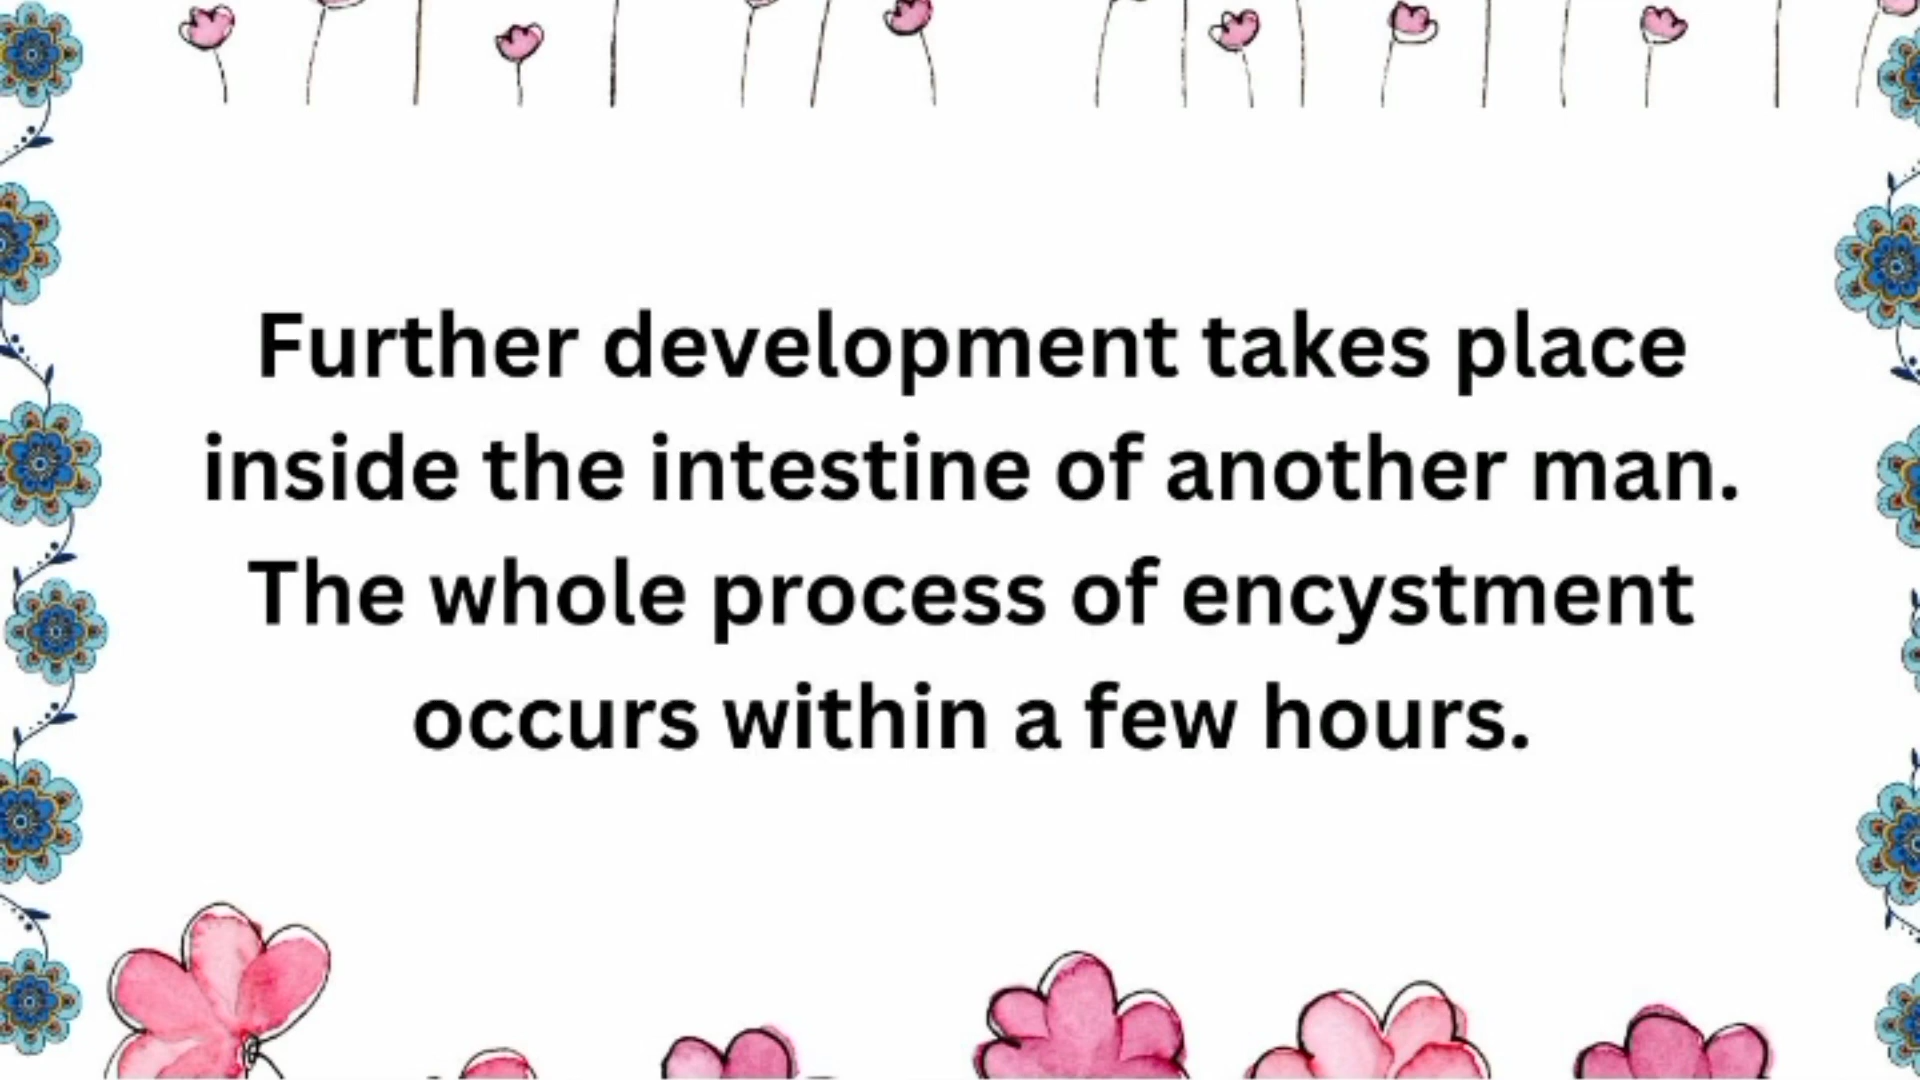 Further development takes place
inside the intestine of another man.
The whole process of encystment
occurs within a few hours.